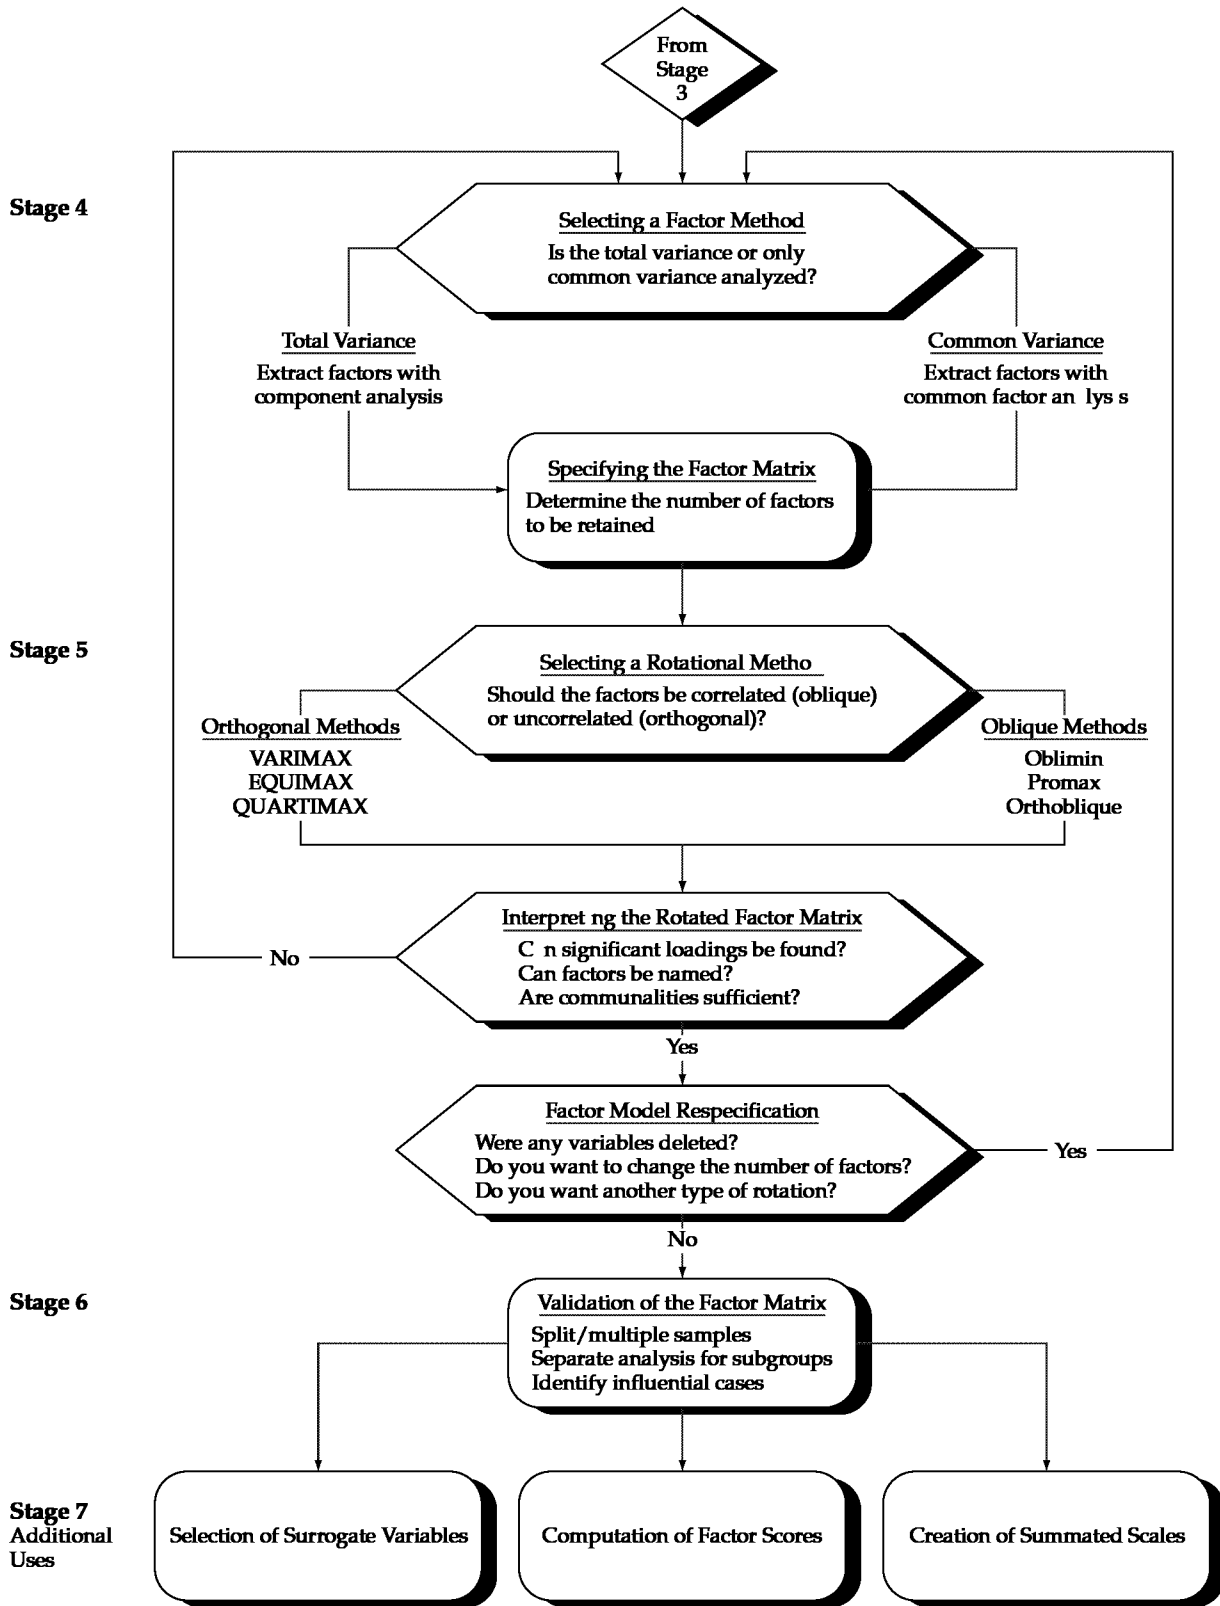 From
Stage
3
Stage 4
Selecting a Factor Method
Is the total variance or only
common variance analyzed?
Total Variance
Extract factors with
component analysis
Common Variance
Extract factors with
common factor an lys s
Specifying the Factor Matrix
Determine the number of factors
to be retained
Stage 5
Selecting a Rotational Metho
Should the factors be correlated (oblique)
or uncorrelated (orthogonal)?
Orthogonal Methods
VARIMAX
EQUIMAX
QUARTIMAX
Oblique Methods
Oblimin
Promax
Orthoblique
Interpret ng the Rotated Factor Matrix
C n significant loadings be found?
Can factors be named?
Are communalities sufficient?
No
Yes
Factor Model Respecification
Were any variables deleted?
Do you want to change the number of factors?
Do you want another type of rotation?
Yes
No
Stage 6
Validation of the Factor Matrix
Split/multiple samples
Separate analysis for subgroups
Identify influential cases
Stage 7
Additional
Uses
Selection of Surrogate Variables
Computation of Factor Scores
Creation of Summated Scales